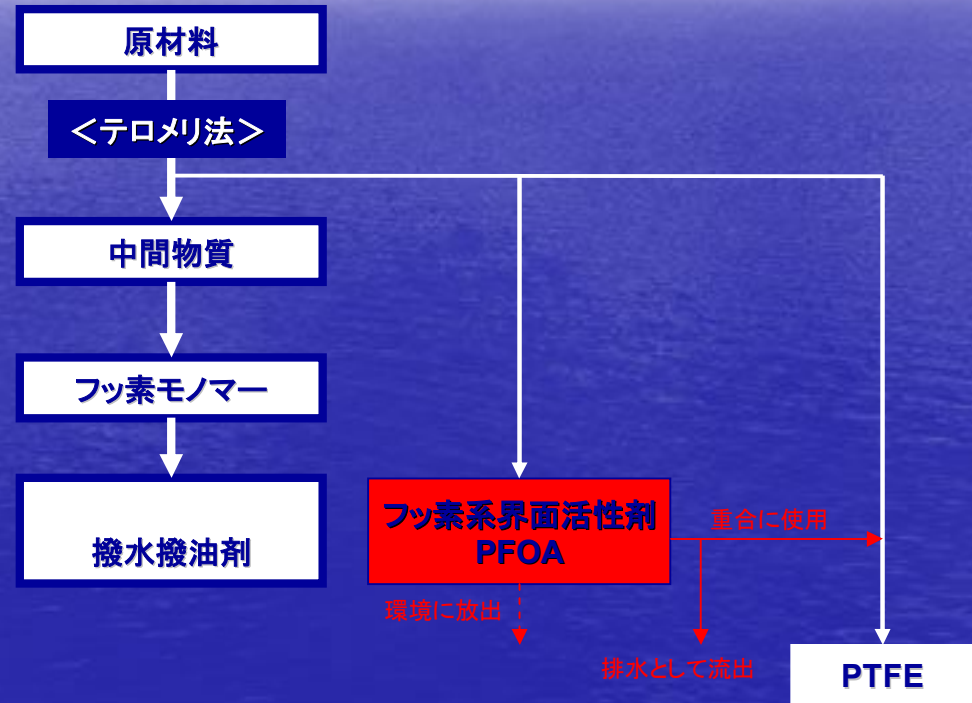 原材料
＜テロメリ法＞
中間物質
フッ素モノマー
撥水撥油剤
フッ素系界面活性剤
PFOA
重合に使用
環境に放出
排水として流出
PTFE